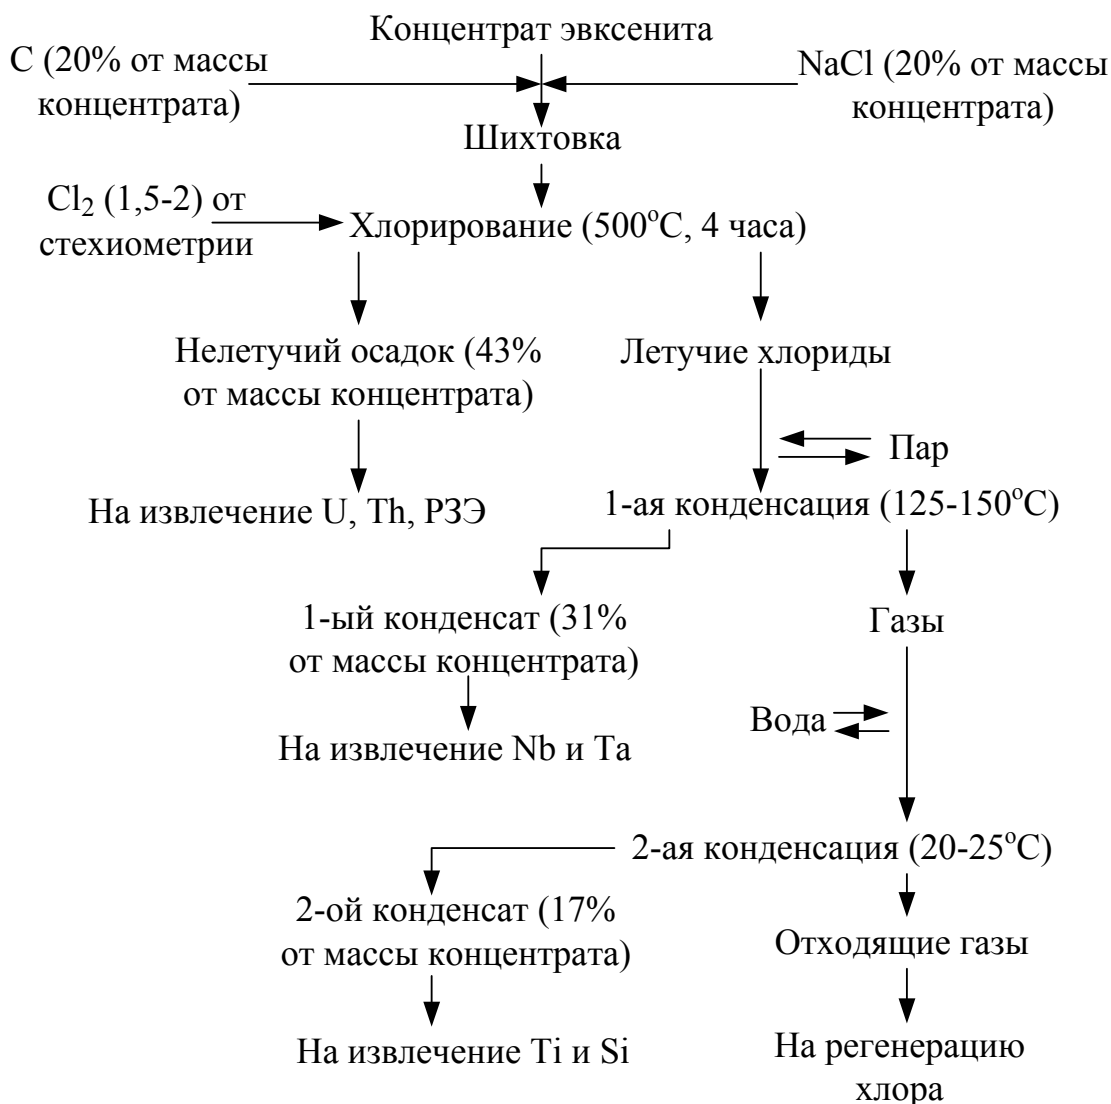 Концентрат эвксенита
С (20% от массы
концентрата)
NaCl (20% от массы
концентрата)
Шихтовка
Cl₂ (1,5-2) от
стехиометрии
Хлорирование (500°С, 4 часа)
Нелетучий осадок (43%
от массы концентрата)
Летучие хлориды
Пар
На извлечение U, Th, РЗЭ
1-ая конденсация (125-150°С)
1-ый конденсат (31%
от массы концентрата)
Газы
Вода
На извлечение Nb и Ta
2-ая конденсация (20-25°С)
2-ой конденсат (17%
от массы концентрата)
Отходящие газы
На извлечение Ti и Si
На регенерацию
хлора